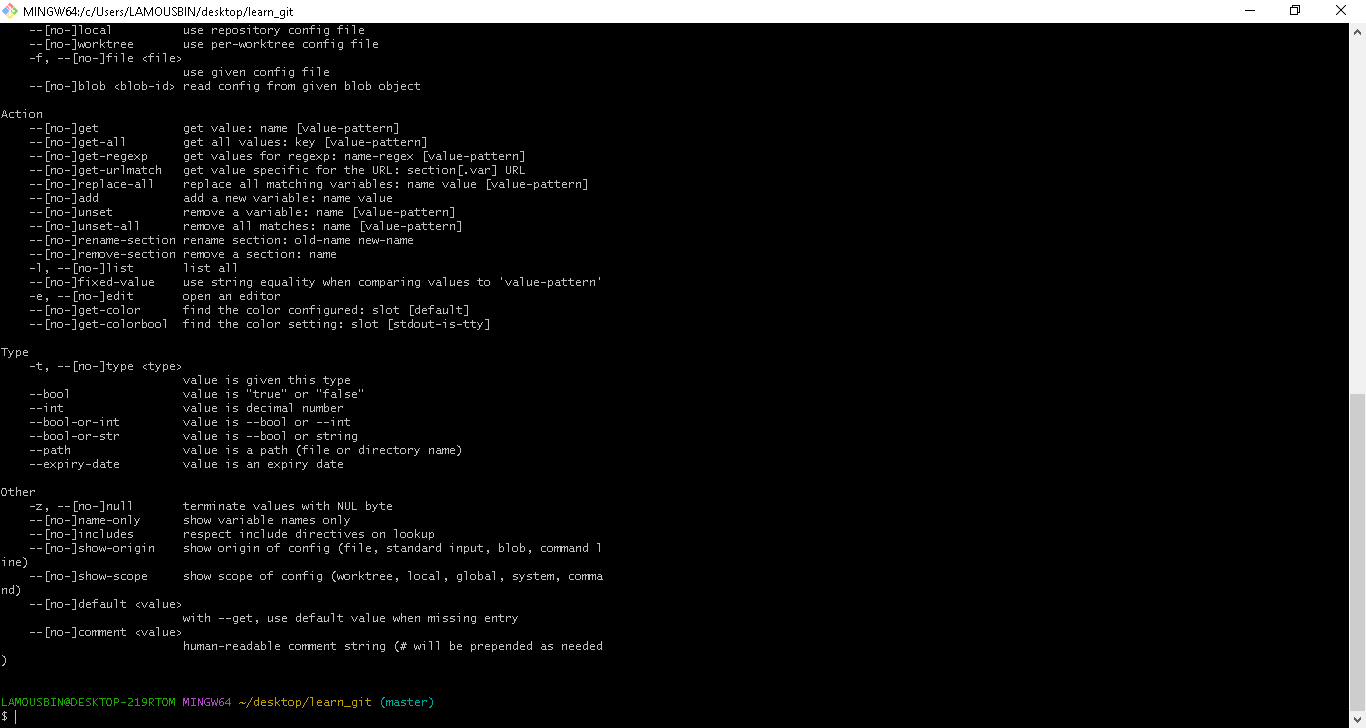 MINGW64:/c/Users/LAMOUSBIN/desktop/learn_git
    --[no-]local          use repository config file
    --[no-]worktree       use per-worktree config file
    -f, --[no-]file <file>
                          use given config file
    --[no-]blob <blob-id> read config from given blob object

Action
    --[no-]get            get value: name [value-pattern]
    --[no-]get-all        get all values: key [value-pattern]
    --[no-]get-regexp     get values for regexp: name-regex [value-pattern]
    --[no-]get-urlmatch   get value specific for the URL: section[.var] URL
    --[no-]replace-all    replace all matching variables: name value [value-pattern]
    --[no-]add            add a new variable: name value
    --[no-]unset          remove a variable: name [value-pattern]
    --[no-]unset-all      remove all matches: name [value-pattern]
    --[no-]rename-section rename section: old-name new-name
    --[no-]remove-section remove a section: name
    -l, --[no-]list       list all
    --[no-]fixed-value    use string equality when comparing values to 'value-pattern'
    -e, --[no-]edit       open an editor
    --[no-]get-color      find the color configured: slot [default]
    --[no-]get-colorbool  find the color setting: slot [stdout-is-tty]

Type
    -t, --[no-]type <type>
                          value is given this type
    --bool                value is "true" or "false"
    --int                 value is decimal number
    --bool-or-int         value is --bool or --int
    --bool-or-str         value is --bool or string
    --path                value is a path (file or directory name)
    --expiry-date         value is an expiry date

Other
    -z, --[no-]null       terminate values with NUL byte
    --[no-]name-only      show variable names only
    --[no-]includes       respect include directives on lookup
    --[no-]show-origin    show origin of config (file, standard input, blob, command l
ine)
    --[no-]show-scope     show scope of config (worktree, local, global, system, comma
nd)
    --[no-]default <value>
                          with --get, use default value when missing entry
    --[no-]comment <value>
                          human-readable comment string (# will be prepended as needed
)

LAMOUSBIN@DESKTOP-219RTOM MINGW64 ~/desktop/learn_git (master)
$